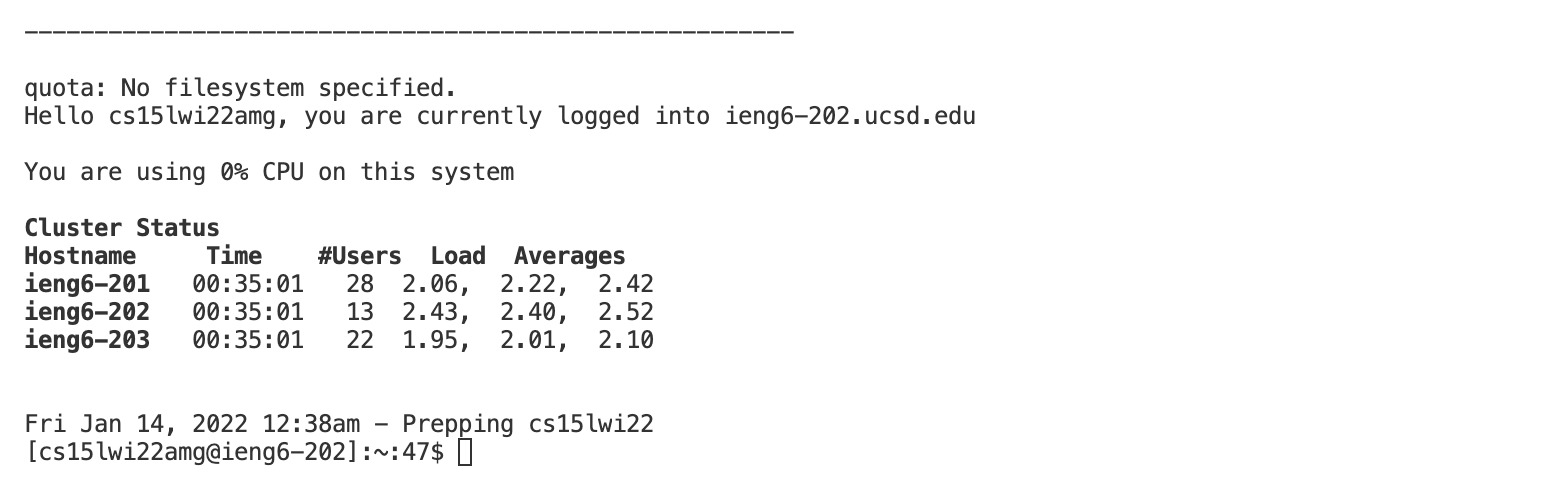 -------------------------------------------------------
quota: No filesystem specified.
Hello cs15lwi22amg, you are currently logged into ieng6-202.ucsd.edu
You are using 0% CPU on this system
Cluster Status
Hostname     Time    #Users  Load  Averages
ieng6-201   00:35:01   28  2.06,  2.22,  2.42
ieng6-202   00:35:01   13  2.43,  2.40,  2.52
ieng6-203   00:35:01   22  1.95,  2.01,  2.10
Fri Jan 14, 2022 12:38am - Prepping cs15lwi22
[cs15lwi22amg@ieng6-202]:~:47$